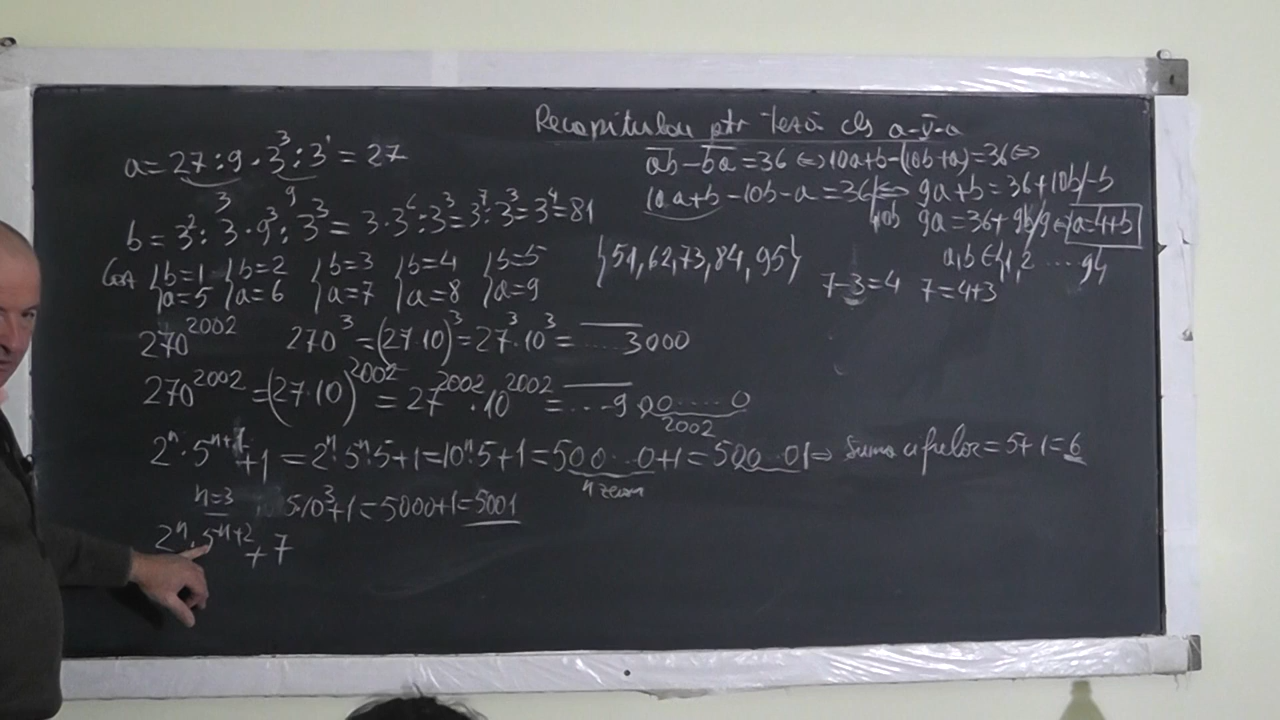 Recapitulare ptr teză cls a-V-a
a=27:9·3³:3¹=27
3 9
b=3²:3·9³:3³=3·3⁶:3³=3⁷:3³=3⁴=81
b=1 b=2 b=3 b=4 b=5
a=5 a=6 a=7 a=8 a=9
ab-ba=36⇔10a+b-(10b+a)=36⇔
10a+b-10b-a=36/⇔ 9a+b=36+10b/-b
10b 9a=36+9b/9⇔ a=4+b
a,b∈{1,2.....9}
{51,62,73,84,95}
7-3=4 7=4+3
270²⁰⁰² 270³=(27·10)³=27³·10³=.....3000
270²⁰⁰²=(27·10)²⁰⁰²=27²⁰⁰²·10²⁰⁰²=....9 00.....0
2002
2ⁿ·5ⁿ⁺¹+1=2ⁿ·5ⁿ·5+1=10ⁿ·5+1=500..0+1=500..01⇒ Suma cifrelor=5+1=6
n zerouri
n=3 5·10³+1=5000+1=5001
2ⁿ·5ⁿ⁺²+7